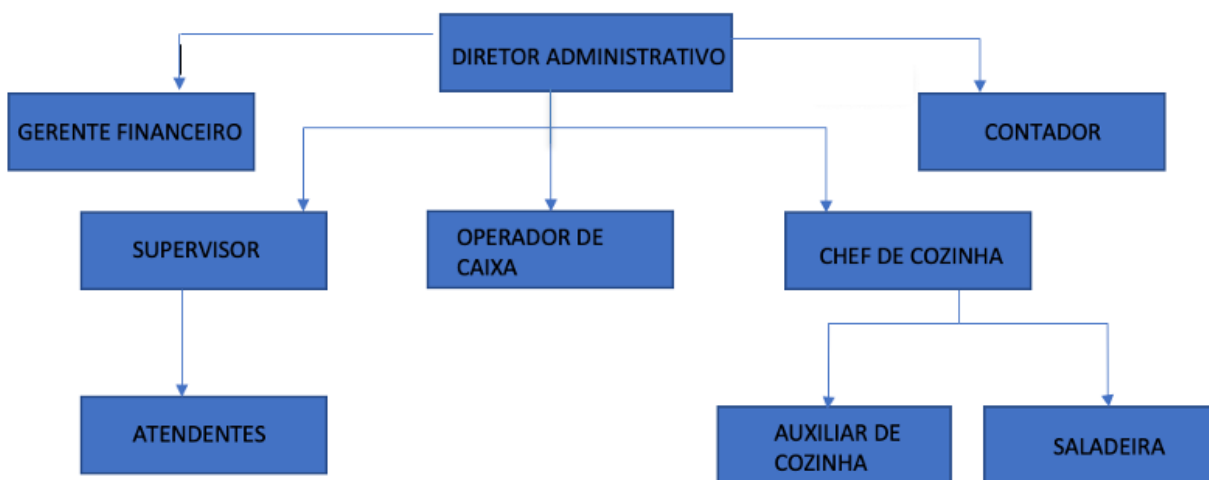 DIRETOR ADMINISTRATIVO
GERENTE FINANCEIRO
CONTADOR
SUPERVISOR
OPERADOR DE
CAIXA
CHEF DE COZINHA
ATENDENTES
AUXILIAR DE
COZINHA
SALADEIRA